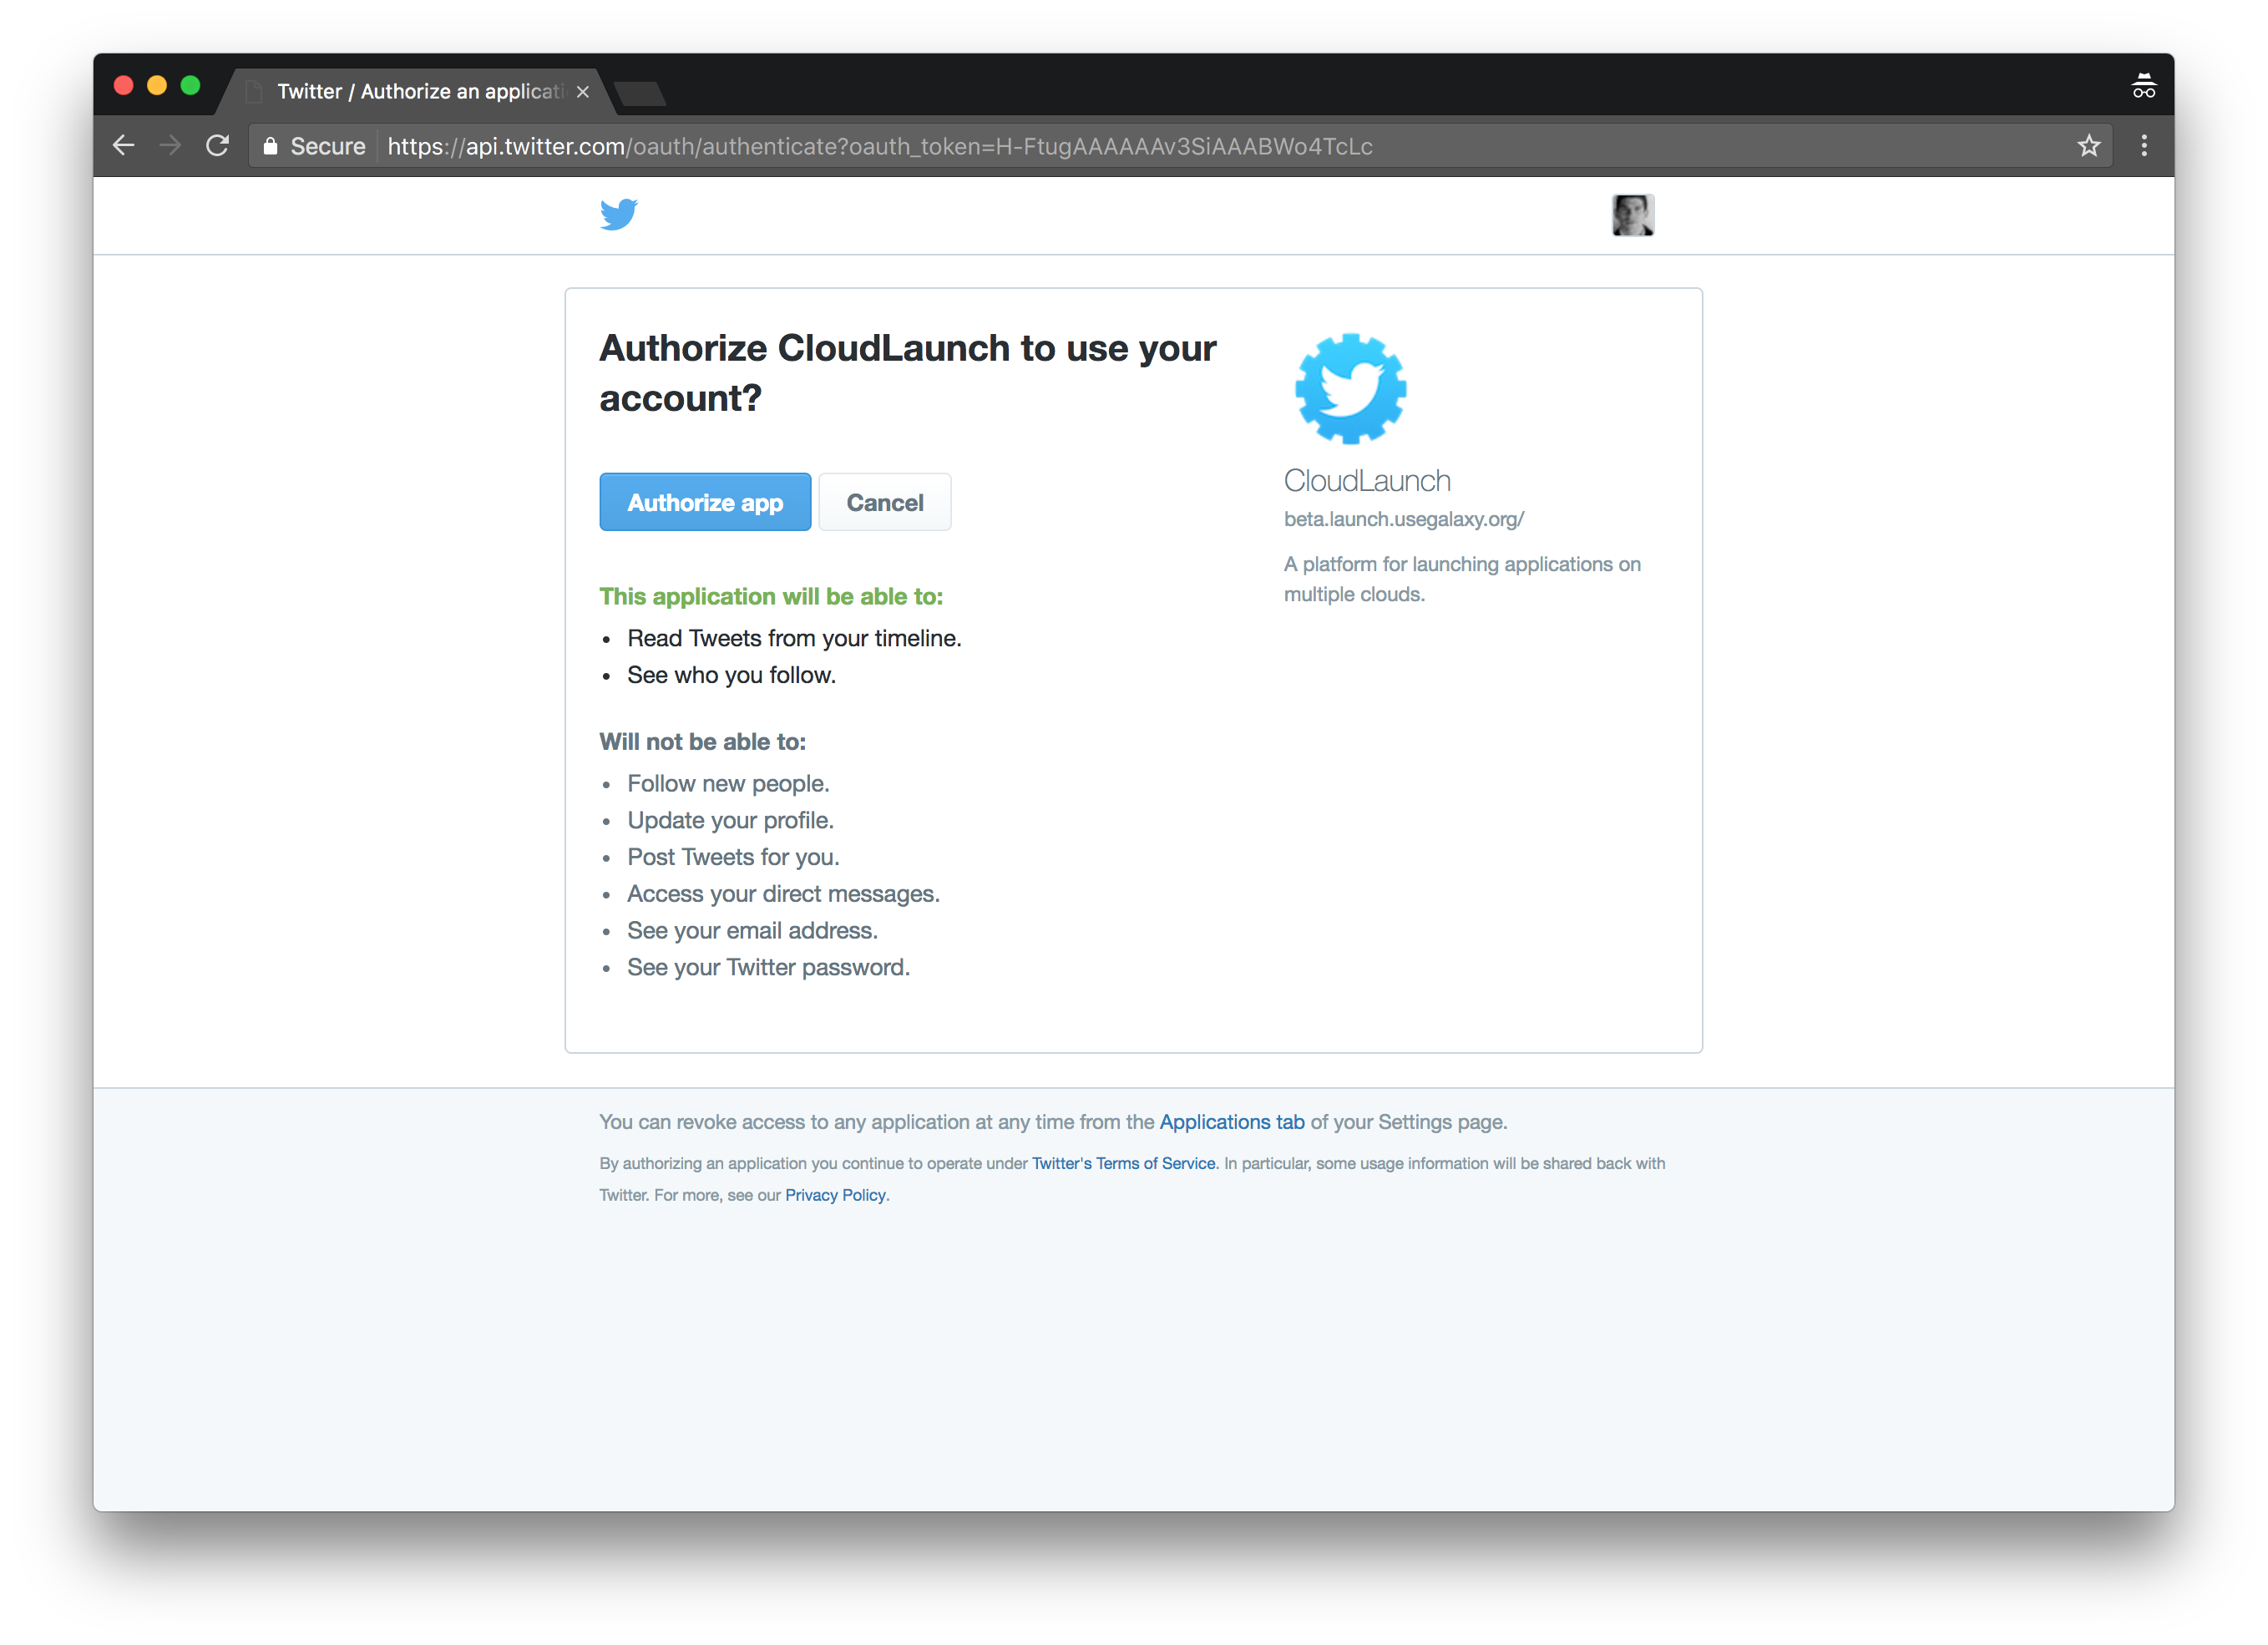 Twitter / Authorize an applicati
Secure https://api.twitter.com/oauth/authenticate?oauth_token=H-FtugAAAAAAv3SiAAABWo4TcLc
Authorize CloudLaunch to use your
account?
Authorize app Cancel
This application will be able to:
• Read Tweets from your timeline.
• See who you follow.
Will not be able to:
• Follow new people.
• Update your profile.
• Post Tweets for you.
• Access your direct messages.
• See your email address.
• See your Twitter password.
CloudLaunch
beta.launch.usegalaxy.org/
A platform for launching applications on
multiple clouds.
You can revoke access to any application at any time from the Applications tab of your Settings page.
By authorizing an application you continue to operate under Twitter's Terms of Service. In particular, some usage information will be shared back with
Twitter. For more, see our Privacy Policy.